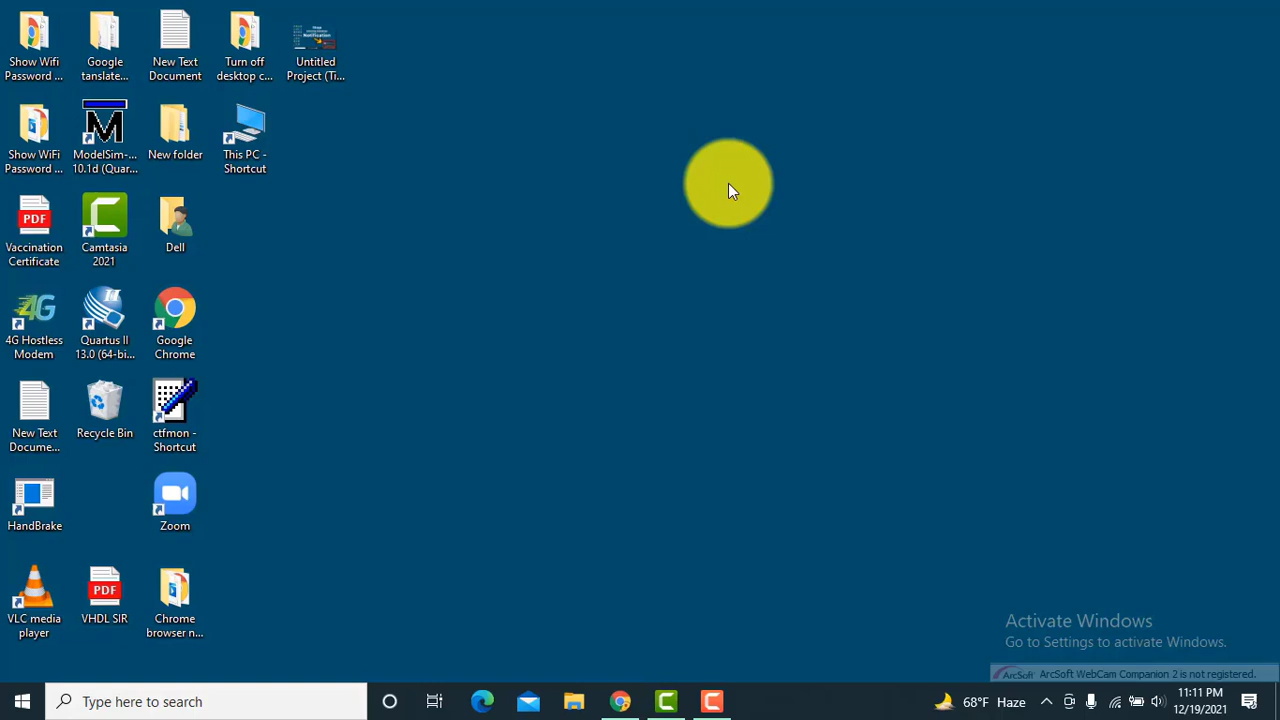 Show Wifi
Password ...
Google
tanslate...
New Text
Document
Turn off
desktop c...
Notification
Untitled
Project (Ti...
Show WiFi
Password ...
M
ModelSim-...
10.1d (Quar...
New folder
This PC -
Shortcut
PDF
Vaccination
Certificate
Camtasia
2021
Dell
4G
4G Hostless
Modem
II
Quartus II
13.0 (64-bi...
Google
Chrome
New Text
Docume...
Recycle Bin
ctfmon -
Shortcut
HandBrake
Zoom
VLC media
player
PDF
VHDL SIR
Chrome
browser n...
Activate Windows
Go to Settings to activate Windows.
ArcSoft ArcSoft WebCam Companion 2 is not registered.
Type here to search
68°F Haze
11:11 PM
12/19/2021